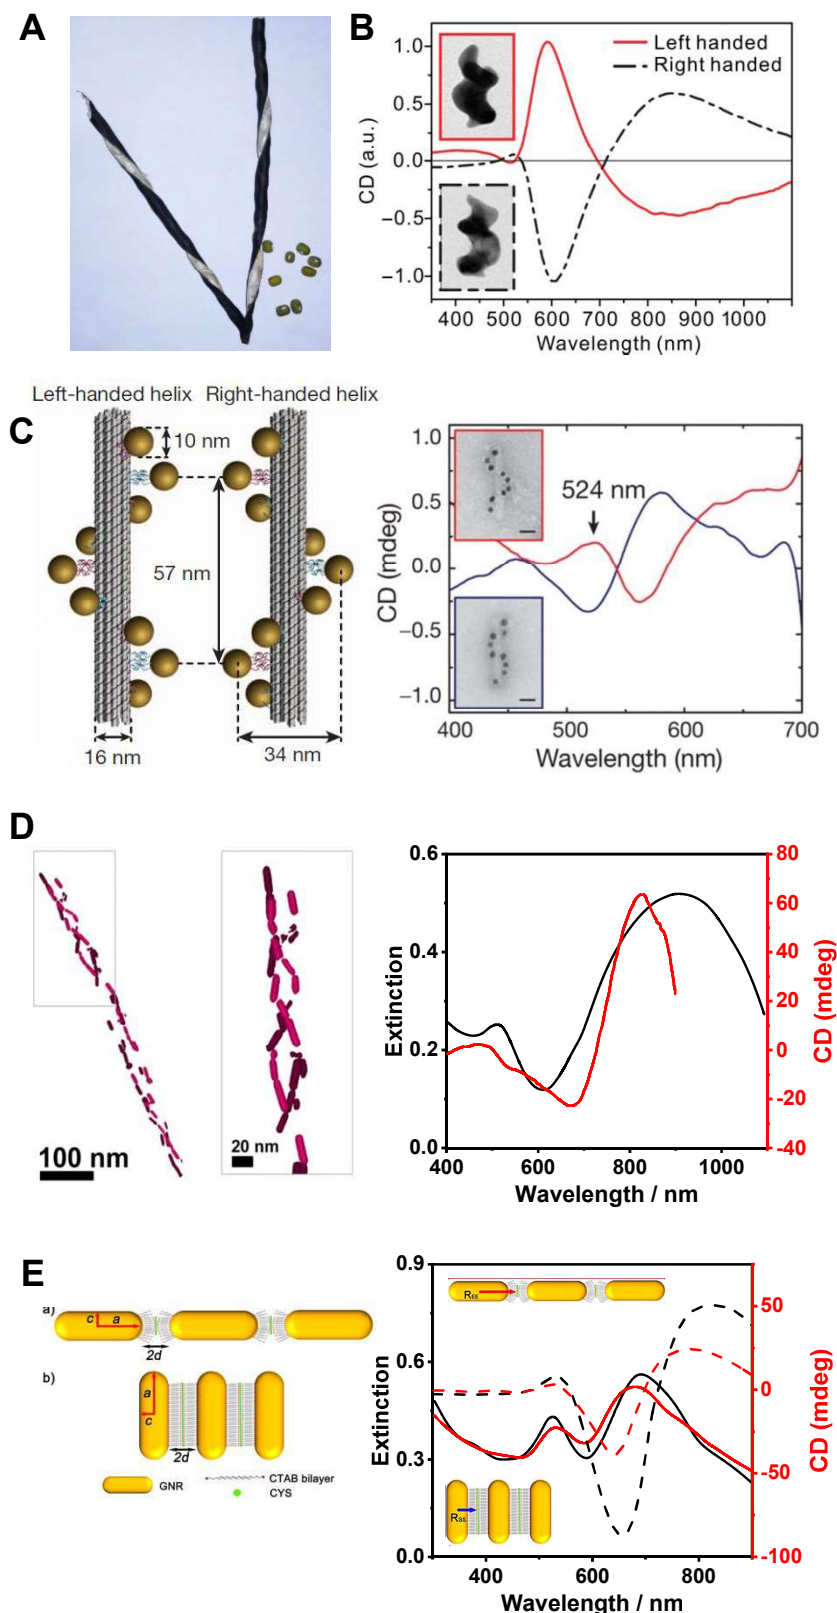 A
B
CD (a.u.)
1.0
0.5
0.0
−0.5
−1.0
Left handed
Right handed
400 500 600 700 800 900 1000
Wavelength (nm)
C
Left-handed helix Right-handed helix
10 nm
57 nm
16 nm
34 nm
CD (mdeg)
1.0
0.5
0.0
−0.5
−1.0
524 nm
400 500 600 700
Wavelength (nm)
D
100 nm
20 nm
Extinction
0.6
0.4
0.2
0.0
80
60
40
20
0
-20
-40
CD (mdeg)
400 600 800 1000
Wavelength / nm
E
a)
c a
2d
b)
a
c
2d
GNR
CTAB bilayer
CYS
Extinction
0.9
0.6
0.3
0.0
REE
RSS
50
0
-50
-100
CD (mdeg)
400 600 800
Wavelength / nm